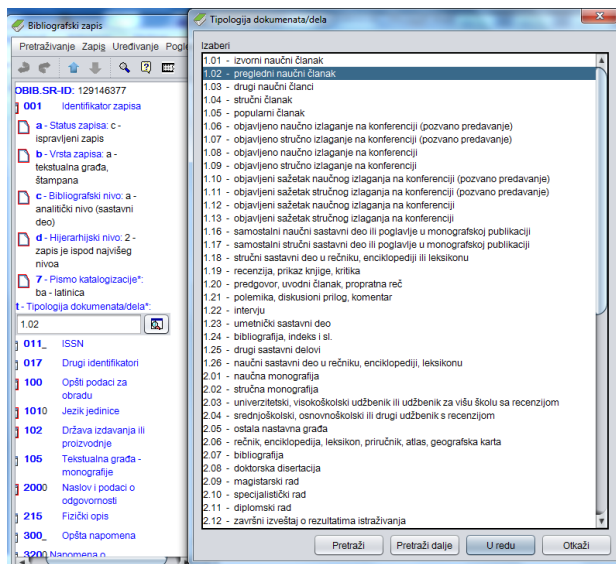 Bibliografski zapis
Pretraživanje Zapis Uređivanje
OBIB.SR-ID: 129146377
001 Identifikator zapisa
a - Status zapisa: c -
ispravljeni zapis
b - Vrsta zapisa: a -
tekstualna građa,
štampana
c - Bibliografski nivo: a -
analitički nivo (sastavni
deo)
d - Hijerarhijski nivo: 2 -
zapis je ispod najvišeg
nivoa
7 - Pismo katalogizacije*:
ba - latinica
t - Tipologija dokumenata/dela*:
1.02
011_ ISSN
017 Drugi identifikatori
100 Opšti podaci za
obradu
1010 Jezik jedinice
102 Država izdavanja ili
proizvodnje
105 Tekstualna građa -
monografije
2000 Naslov i podaci o
odgovornosti
215 Fizički opis
300_ Opšta napomena
3200 Napomena o
Tipologija dokumenata/dela
Izaberi
1.01 - izvorni naučni članak
1.02 - pregledni naučni članak
1.03 - drugi naučni članci
1.04 - stručni članak
1.05 - popularni članak
1.06 - objavljeno naučno izlaganje na konferenciji (pozvano predavanje)
1.07 - objavljeno stručno izlaganje na konferenciji (pozvano predavanje)
1.08 - objavljeno naučno izlaganje na konferenciji
1.09 - objavljeno stručno izlaganje na konferenciji
1.10 - objavljeni sažetak naučnog izlaganja na konferenciji (pozvano predavanje)
1.11 - objavljeni sažetak stručnog izlaganja na konferenciji (pozvano predavanje)
1.12 - objavljeni sažetak naučnog izlaganja na konferenciji
1.13 - objavljeni sažetak stručnog izlaganja na konferenciji
1.16 - samostalni naučni sastavni deo ili poglavlje u monografskoj publikaciji
1.17 - samostalni stručni sastavni deo ili poglavlje u monografskoj publikaciji
1.18 - stručni sastavni deo u rečniku, enciklopediji ili leksikonu
1.19 - recenzija, prikaz knjige, kritika
1.20 - predgovor, uvodni članak, propratna reč
1.21 - polemika, diskusioni prilog, komentar
1.22 - intervju
1.23 - umetnički sastavni deo
1.24 - bibliografija, indeks i sl.
1.25 - drugi sastavni delovi
1.26 - naučni sastavni deo u rečniku, enciklopediji, leksikonu
2.01 - naučna monografija
2.02 - stručna monografija
2.03 - univerzitetski, visokoškolski udžbenik ili udžbenik za višu školu sa recenzijom
2.04 - srednjoškolski, osnovnoškolski ili drugi udžbenik s recenzijom
2.05 - ostala nastavna građa
2.06 - rečnik, enciklopedija, leksikon, priručnik, atlas, geografska karta
2.07 - bibliografija
2.08 - doktorska disertacija
2.09 - magistarski rad
2.10 - specijalistički rad
2.11 - diplomski rad
2.12 - završni izveštaj o rezultatima istraživanja
Pretraži Pretraži dalje U redu Otkaži